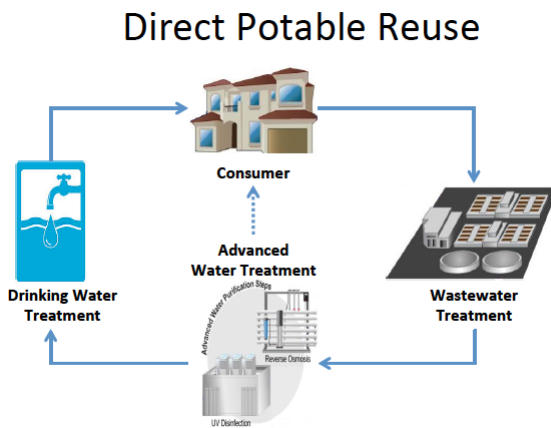 Direct Potable Reuse
Consumer
Advanced
Water Treatment
Drinking Water
Treatment
Wastewater
Treatment
Advanced Water Purification Steps
Reverse Osmosis
UV Disinfection